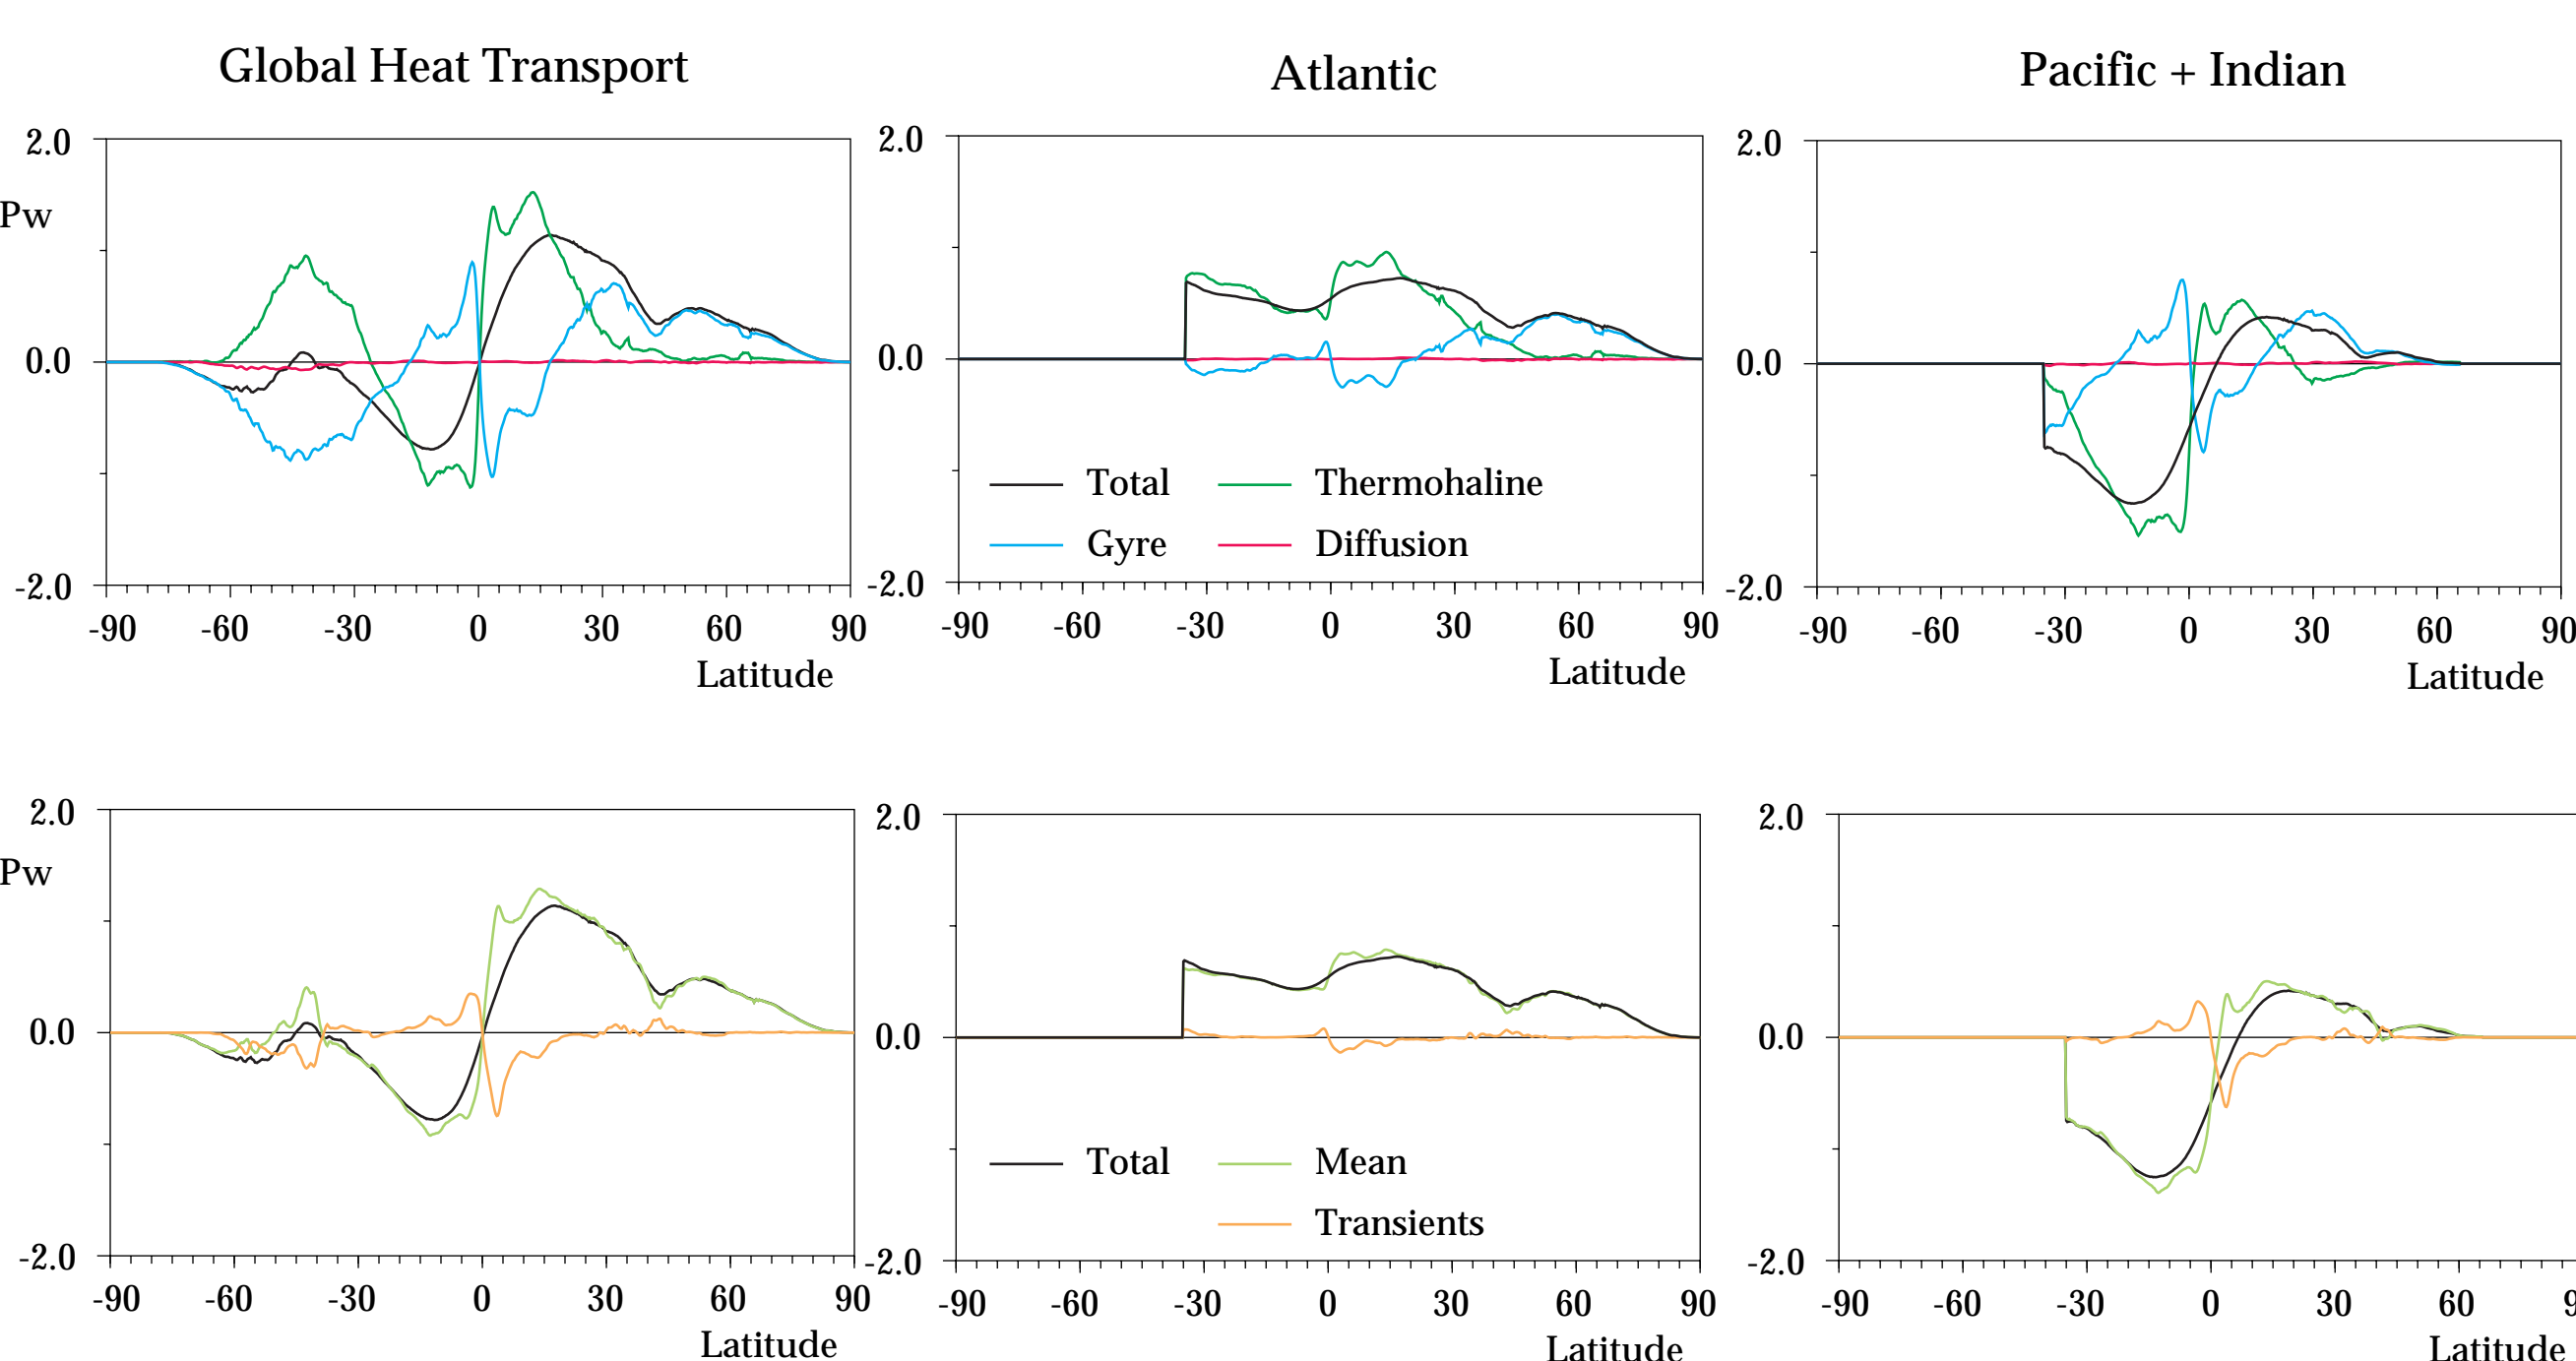 Global Heat Transport
Atlantic
Pacific + Indian
2.0
Pw
0.0
-2.0
-90 -60 -30 0 30 60 90
Latitude
2.0
0.0
-2.0
Total Thermohaline
Gyre Diffusion
-90 -60 -30 0 30 60 90
Latitude
2.0
0.0
-2.0
-90 -60 -30 0 30 60 90
Latitude
2.0
Pw
0.0
-2.0
-90 -60 -30 0 30 60 90
Latitude
2.0
0.0
-2.0
Total Mean
Transients
-90 -60 -30 0 30 60 90
Latitude
2.0
0.0
-2.0
-90 -60 -30 0 30 60 9
Latitude